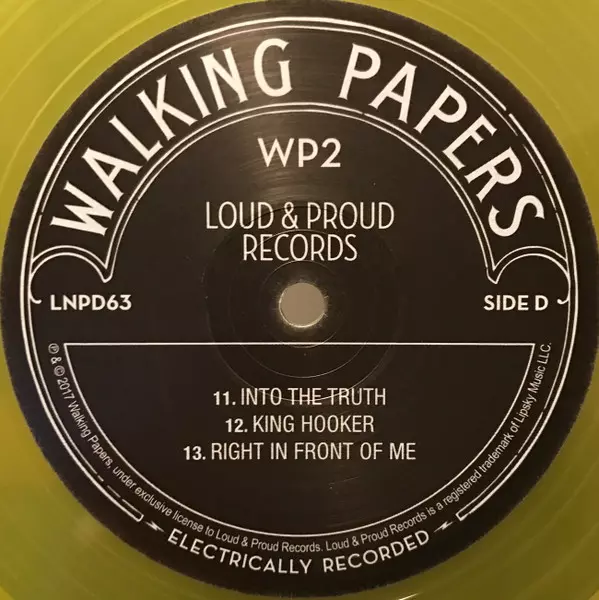 WALKING PAPERS
WP2
LOUD & PROUD
RECORDS
LNPD63
SIDE D
11. INTO THE TRUTH
12. KING HOOKER
13. RIGHT IN FRONT OF ME
℗ & © 2017 Walking Papers, under exclusive license to Loud & Proud Records. Loud & Proud Records is a registered trademark of Lipsky Music LLC.
ELECTRICALLY RECORDED